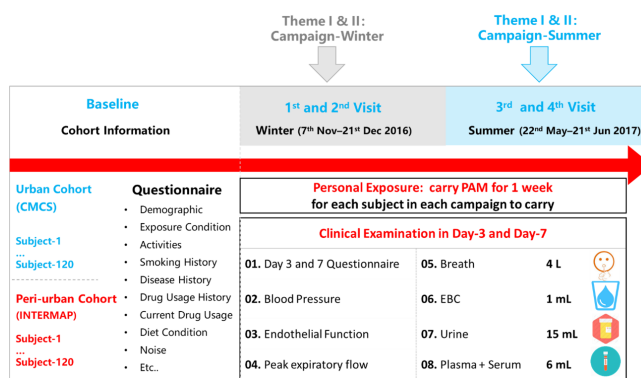 Theme I & II:
Campaign-Winter
Theme I & II:
Campaign-Summer
Baseline
Cohort Information
1st and 2nd Visit
Winter (7th Nov–21st Dec 2016)
3rd and 4th Visit
Summer (22nd May–21st Jun 2017)
Urban Cohort
(CMCS)
Subject-1
...
Subject-120
Peri-urban Cohort
(INTERMAP)
Subject-1
...
Subject-120
Questionnaire
• Demographic
• Exposure Condition
• Activities
• Smoking History
• Disease History
• Drug Usage History
• Current Drug Usage
• Diet Condition
• Noise
• Etc..
Personal Exposure: carry PAM for 1 week
for each subject in each campaign to carry
Clinical Examination in Day-3 and Day-7
01. Day 3 and 7 Questionnaire
02. Blood Pressure
03. Endothelial Function
04. Peak expiratory flow
05. Breath 4 L
06. EBC 1 mL
07. Urine 15 mL
08. Plasma + Serum 6 mL